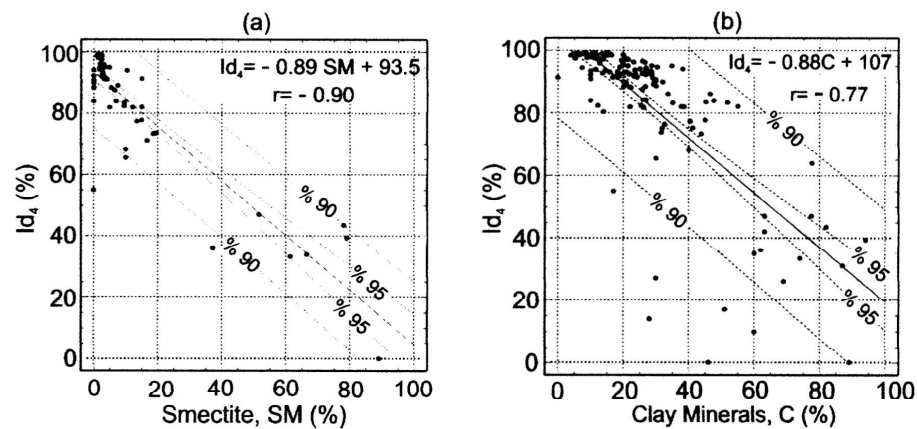 (a)
Id₄= - 0.89 SM + 93.5
r= - 0.90
Id₄ (%)
100
80
60
40
20
0
% 90
% 90
% 95
% 95
0 20 40 60 80 100
Smectite, SM (%)
(b)
Id₄= - 0.88C + 107
r= - 0.77
Id₄ (%)
100
80
60
40
20
0
% 90
% 90
% 95
% 95
0 20 40 60 80 100
Clay Minerals, C (%)